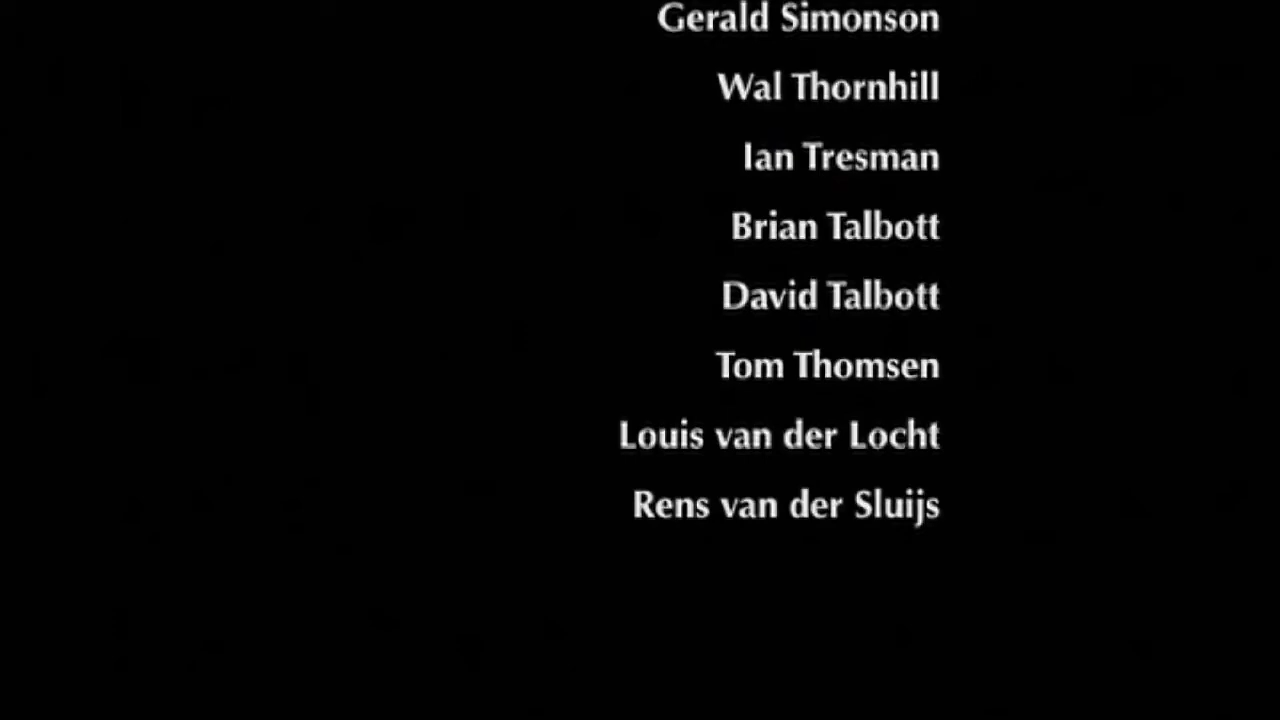 Gerald Simonson
Wal Thornhill
Ian Tresman
Brian Talbott
David Talbott
Tom Thomsen
Louis van der Locht
Rens van der Sluijs